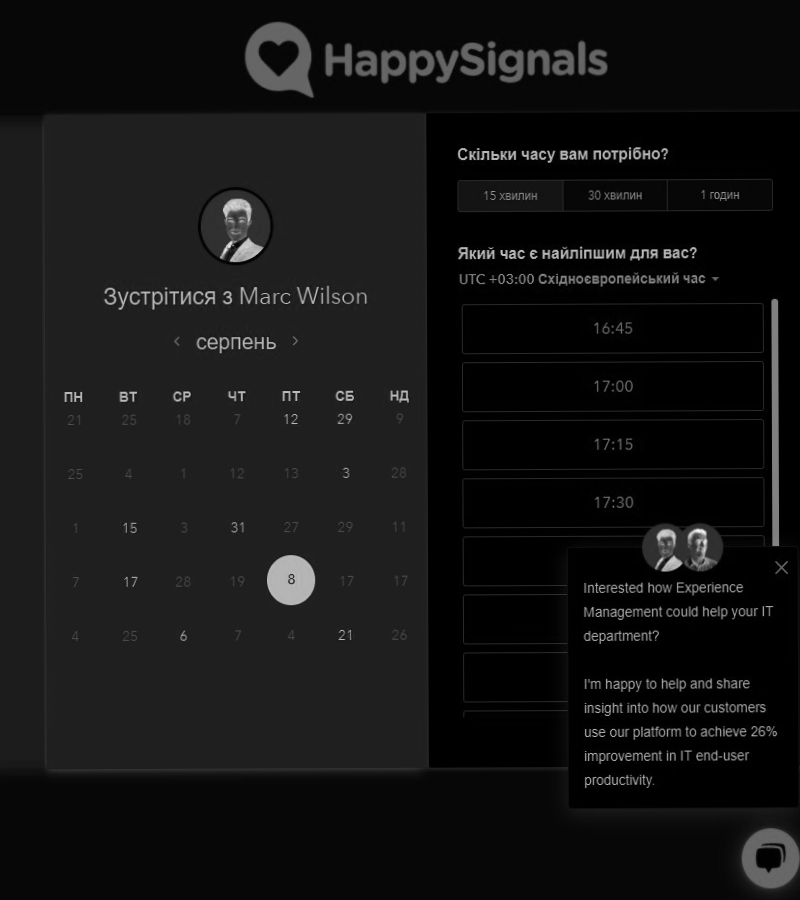 HappySignals
Зустрітися з Marc Wilson
серпень
ПН ВТ СР ЧТ ПТ СБ НД
21 25 18 7 12 29 9
25 4 1 12 13 3 28
1 15 3 31 27 29 11
7 17 28 19 8 17 17
4 25 6 7 4 21 26
Скільки часу вам потрібно?
15 хвилин 30 хвилин 1 годин
Який час є найліпшим для вас?
UTC +03:00 Східноєвропейський час
16:45
17:00
17:15
17:30
Interested how Experience
Management could help your IT
department?
I'm happy to help and share
insight into how our customers
use our platform to achieve 26%
improvement in IT end-user
productivity.